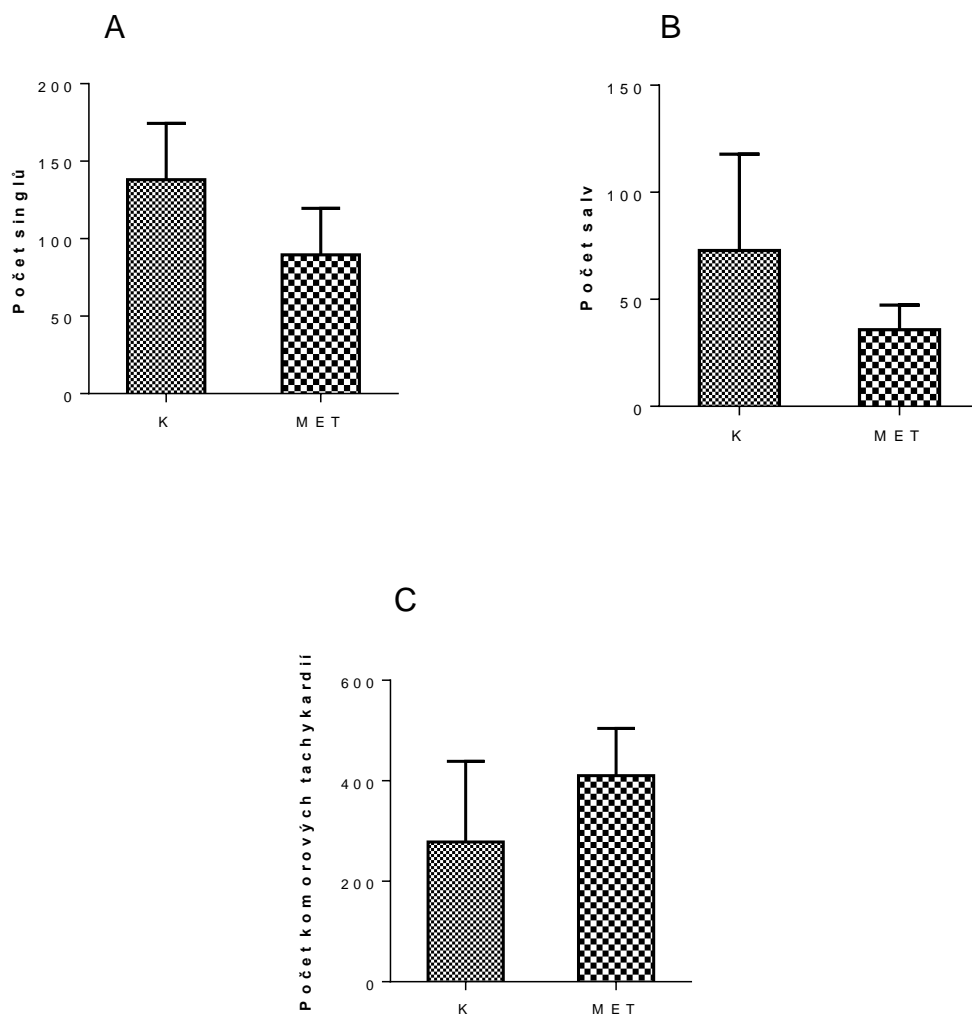 A
Počet singlů
200
150
100
50
0
K
MET
B
Počet salv
150
100
50
0
K
MET
C
Počet komorových tachykardií
600
400
200
0
K
MET